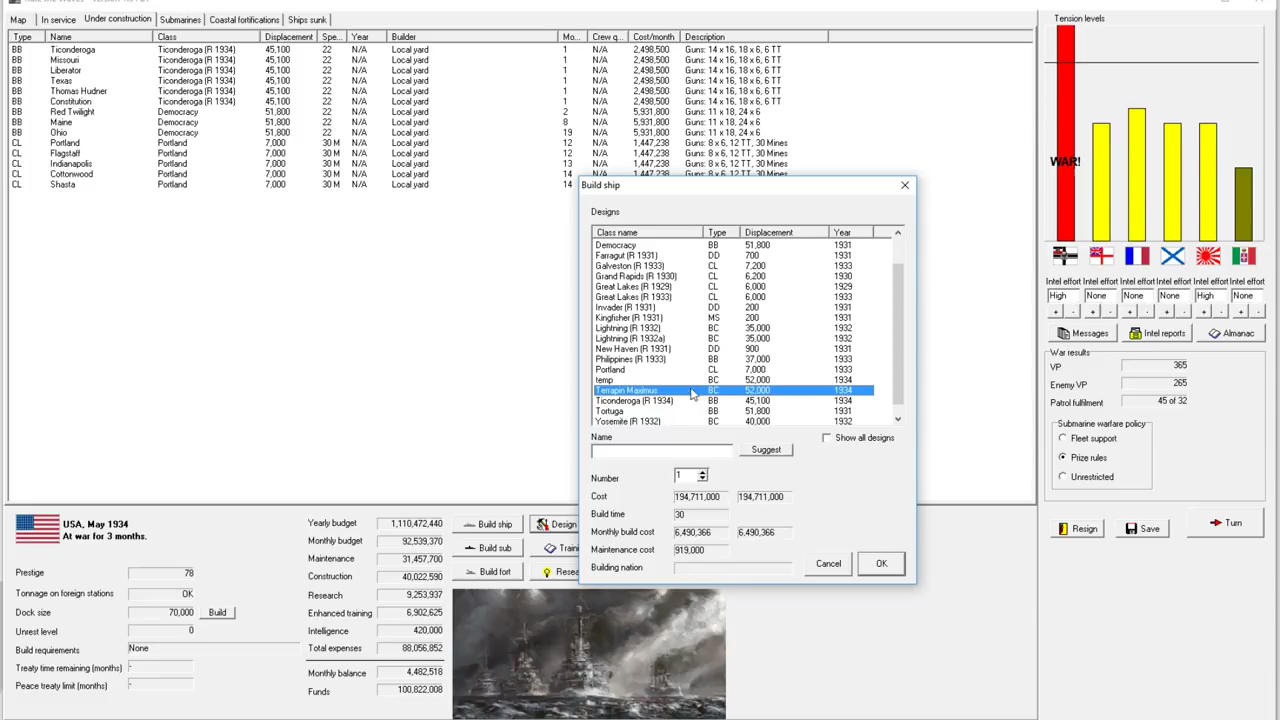 Map In service Under construction Submarines Coastal fortifications Ships sunk
Type Name Class Displacement Spe... Year Builder Mo... Crew q... Cost/month Description
BB Ticonderoga Ticonderoga (R 1934) 45,100 22 N/A Local yard 1 N/A 2,498,500 Guns: 14 x 16, 18 x 6, 6 TT
BB Missouri Ticonderoga (R 1934) 45,100 22 N/A Local yard 1 N/A 2,498,500 Guns: 14 x 16, 18 x 6, 6 TT
BB Liberator Ticonderoga (R 1934) 45,100 22 N/A Local yard 1 N/A 2,498,500 Guns: 14 x 16, 18 x 6, 6 TT
BB Texas Ticonderoga (R 1934) 45,100 22 N/A Local yard 1 N/A 2,498,500 Guns: 14 x 16, 18 x 6, 6 TT
BB Thomas Hudner Ticonderoga (R 1934) 45,100 22 N/A Local yard 1 N/A 2,498,500 Guns: 14 x 16, 18 x 6, 6 TT
BB Constitution Ticonderoga (R 1934) 45,100 22 N/A Local yard 1 N/A 2,498,500 Guns: 14 x 16, 18 x 6, 6 TT
BB Red Twilight Democracy 51,800 22 N/A Local yard 2 N/A 5,931,800 Guns: 11 x 18, 24 x 6
BB Maine Democracy 51,800 22 N/A Local yard 8 N/A 5,931,800 Guns: 11 x 18, 24 x 6
BB Ohio Democracy 51,800 22 N/A Local yard 19 N/A 5,931,800 Guns: 11 x 18, 24 x 6
CL Portland Portland 7,000 30 M N/A Local yard 12 N/A 1,447,238 Guns: 8 x 6, 12 TT, 30 Mines
CL Flagstaff Portland 7,000 30 M N/A Local yard 12 N/A 1,447,238 Guns: 8 x 6, 12 TT, 30 Mines
CL Indianapolis Portland 7,000 30 M N/A Local yard 13 N/A 1,447,238 Guns: 8 x 6, 12 TT, 30 Mines
CL Cottonwood Portland 7,000 30 M N/A Local yard 14 N/A 1,447,238 Guns: 8 x 6, 12 TT, 30 Mines
CL Shasta Portland 7,000 30 M N/A Local yard 14
Build ship
Designs
Class name Type Displacement Year
Democracy BB 51,800 1931
Farragut (R 1931) DD 700 1931
Galveston (R 1933) CL 7,200 1933
Grand Rapids (R 1930) CL 6,200 1930
Great Lakes (R 1929) CL 6,000 1929
Great Lakes (R 1933) CL 6,000 1933
Invader (R 1931) DD 200 1931
Kingfisher (R 1931) MS 200 1931
Lightning (R 1932) BC 35,000 1932
Lightning (R 1932a) BC 35,000 1932
New Haven (R 1931) DD 900 1931
Philippines (R 1933) BB 37,000 1933
Portland CL 7,000 1933
temp BC 52,000 1934
Terrapin Maximus BC 52,000 1934
Ticonderoga (R 1934) BB 45,100 1934
Tortuga BB 51,800 1931
Yosemite (R 1932) BC 40,000 1932
Name Show all designs
Suggest
Number 1
Cost 194,711,000 194,711,000
Build time 30
Monthly build cost 6,490,366 6,490,366
Maintenance cost 919,000
Building nation
Cancel OK
Tension levels
WAR!
Intel effort Intel effort Intel effort Intel effort Intel effort Intel effort
High None None None High None
+ - + - + - + - + - + -
Messages Intel reports Almanac
War results
VP 365
Enemy VP 265
Patrol fulfilment 45 of 32
Submarine warfare policy
Fleet support
Prize rules
Unrestricted
Resign Save Turn
USA, May 1934
At war for 3 months.
Prestige 78
Tonnage on foreign stations OK
Dock size 70,000 Build
Unrest level 0
Build requirements None
Treaty time remaining (months) -
Peace treaty limit (months) -
Yearly budget 1,110,472,440
Monthly budget 92,539,370
Maintenance 31,457,700
Construction 40,022,590
Research 9,253,937
Enhanced training 6,902,625
Intelligence 420,000
Total expenses 88,056,852
Monthly balance 4,482,518
Funds 100,822,008
Build ship Design
Build sub Traini
Build fort Resea